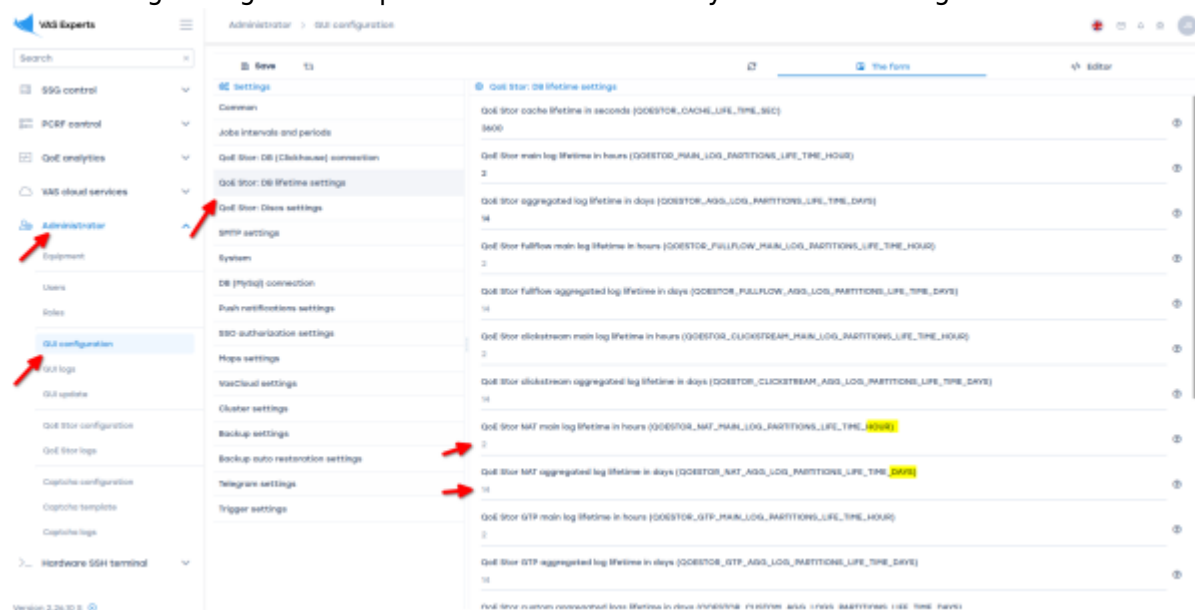 VAS Experts
Administrator > GUI configuration
Search
Save
The form
Editor
SSG control
PCRF control
QoE analytics
VAS cloud services
Administrator
Equipment
Users
Roles
GUI configuration
GUI logs
GUI update
QoE Stor configuration
QoE Stor logs
Captcha configuration
Captcha template
Captcha logs
Hardware SSH terminal
Settings
Common
Jobs intervals and periods
QoE Stor: DB (Clickhouse) connection
QoE Stor: DB lifetime settings
QoE Stor: Discs settings
SMTP settings
System
DB (MySql) connection
Push notifications settings
SSO authorization settings
Maps settings
VasCloud settings
Cluster settings
Backup settings
Backup auto restoration settings
Telegram settings
Trigger settings
QoE Stor: DB lifetime settings
QoE Stor cache lifetime in seconds (QOESTOR_CACHE_LIFE_TIME_SEC)
3600
QoE Stor main log lifetime in hours (QOESTOR_MAIN_LOG_PARTITIONS_LIFE_TIME_HOUR)
2
QoE Stor aggregated log lifetime in days (QOESTOR_AGG_LOG_PARTITIONS_LIFE_TIME_DAYS)
14
QoE Stor fullflow main log lifetime in hours (QOESTOR_FULLFLOW_MAIN_LOG_PARTITIONS_LIFE_TIME_HOUR)
2
QoE Stor fullflow aggregated log lifetime in days (QOESTOR_FULLFLOW_AGG_LOG_PARTITIONS_LIFE_TIME_DAYS)
14
QoE Stor clickstream main log lifetime in hours (QOESTOR_CLICKSTREAM_MAIN_LOG_PARTITIONS_LIFE_TIME_HOUR)
2
QoE Stor clickstream aggregated log lifetime in days (QOESTOR_CLICKSTREAM_AGG_LOG_PARTITIONS_LIFE_TIME_DAYS)
14
QoE Stor NAT main log lifetime in hours (QOESTOR_NAT_MAIN_LOG_PARTITIONS_LIFE_TIME_HOUR)
2
QoE Stor NAT aggregated log lifetime in days (QOESTOR_NAT_AGG_LOG_PARTITIONS_LIFE_TIME_DAYS)
14
QoE Stor GTP main log lifetime in hours (QOESTOR_GTP_MAIN_LOG_PARTITIONS_LIFE_TIME_HOUR)
2
QoE Stor GTP aggregated log lifetime in days (QOESTOR_GTP_AGG_LOG_PARTITIONS_LIFE_TIME_DAYS)
14
QoE Stor custom aggregated logs lifetime in days (QOESTOR_CUSTOM_AGG_LOGS_PARTITIONS_LIFE_TIME_DAYS)